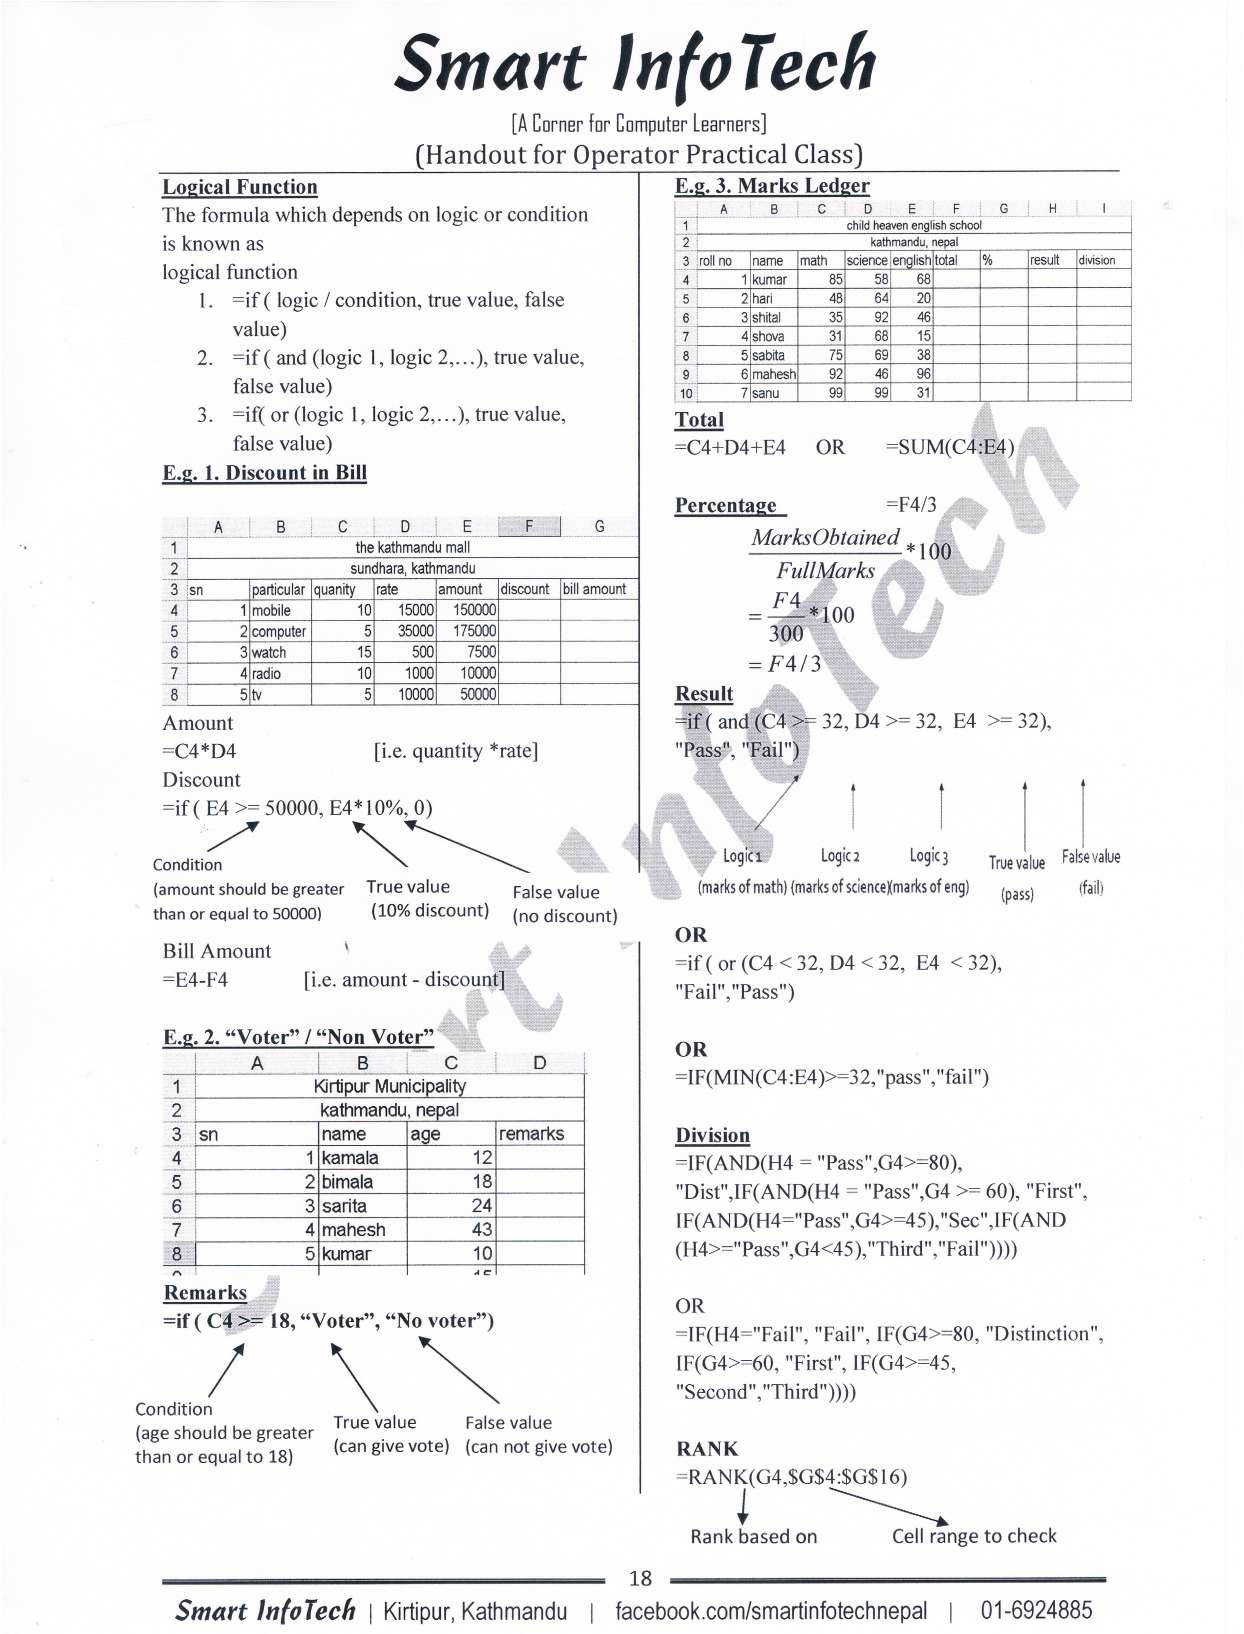 Smart InfoTech
[A Corner for Computer Learners]
(Handout for Operator Practical Class)
Logical Function
The formula which depends on logic or condition
is known as
logical function
1. =if ( logic / condition, true value, false
value)
2. =if ( and (logic 1, logic 2,…), true value,
false value)
3. =if( or (logic 1, logic 2,…), true value,
false value)
E.g. 1. Discount in Bill
A B C D E F G
1 the kathmandu mall
2 sundhara, kathmandu
3 sn particular quanity rate amount discount bill amount
4 1 mobile 10 15000 150000
5 2 computer 5 35000 175000
6 3 watch 15 500 7500
7 4 radio 10 1000 10000
8 5 tv 5 10000 50000
Amount
=C4*D4 [i.e. quantity *rate]
Discount
=if ( E4 >= 50000, E4*10%, 0)
Condition
(amount should be greater
than or equal to 50000)
True value
(10% discount)
False value
(no discount)
Bill Amount
=E4-F4 [i.e. amount - discount]
E.g. 2. “Voter” / “Non Voter”
A B C D
1 Kirtipur Municipality
2 kathmandu, nepal
3 sn name age remarks
4 1 kamala 12
5 2 bimala 18
6 3 sarita 24
7 4 mahesh 43
8 5 kumar 10
Remarks
=if ( C4 >= 18, “Voter”, “No voter”)
Condition
(age should be greater
than or equal to 18)
True value
(can give vote)
False value
(can not give vote)
E.g. 3. Marks Ledger
A B C D E F G H I
1 child heaven english school
2 kathmandu, nepal
3 roll no name math science english total % result division
4 1 kumar 85 58 68
5 2 hari 48 64 20
6 3 shital 35 92 46
7 4 shova 31 68 15
8 5 sabita 75 69 38
9 6 mahesh 92 46 96
10 7 sanu 99 99 31
Total
=C4+D4+E4 OR =SUM(C4:E4)
Percentage =F4/3
MarksObtained
*100
FullMarks
= F4
*100
300
= F4/3
Result
=if ( and (C4 >= 32, D4 >= 32, E4 >= 32),
"Pass", "Fail")
Logic1 Logic2 Logic3 True value False value
(marks of math) (marks of science)(marks of eng) (pass) (fail)
OR
=if ( or (C4 < 32, D4 < 32, E4 < 32),
"Fail","Pass")
OR
=IF(MIN(C4:E4)>=32,"pass","fail")
Division
=IF(AND(H4 = "Pass",G4>=80),
"Dist",IF(AND(H4 = "Pass",G4 >= 60), "First",
IF(AND(H4="Pass",G4>=45),"Sec",IF(AND
(H4>="Pass",G4<45),"Third","Fail"))))
OR
=IF(H4="Fail", "Fail", IF(G4>=80, "Distinction",
IF(G4>=60, "First", IF(G4>=45,
"Second","Third"))))
RANK
=RANK(G4,$G$4:$G$16)
Rank based on Cell range to check
18
Smart InfoTech | Kirtipur, Kathmandu | facebook.com/smartinfotechnepal | 01-6924885